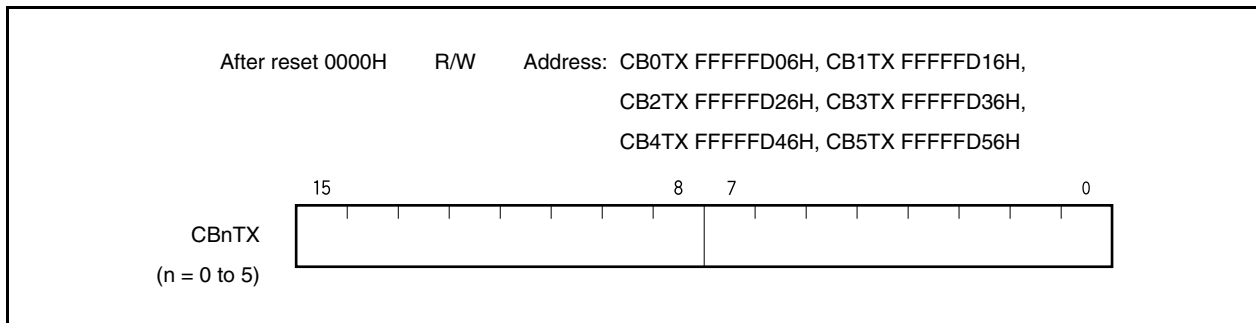 After reset 0000H R/W Address: CB0TX FFFFFD06H, CB1TX FFFFFD16H,
CB2TX FFFFFD26H, CB3TX FFFFFD36H,
CB4TX FFFFFD46H, CB5TX FFFFFD56H
15 8 7 0
CBnTX
(n = 0 to 5)